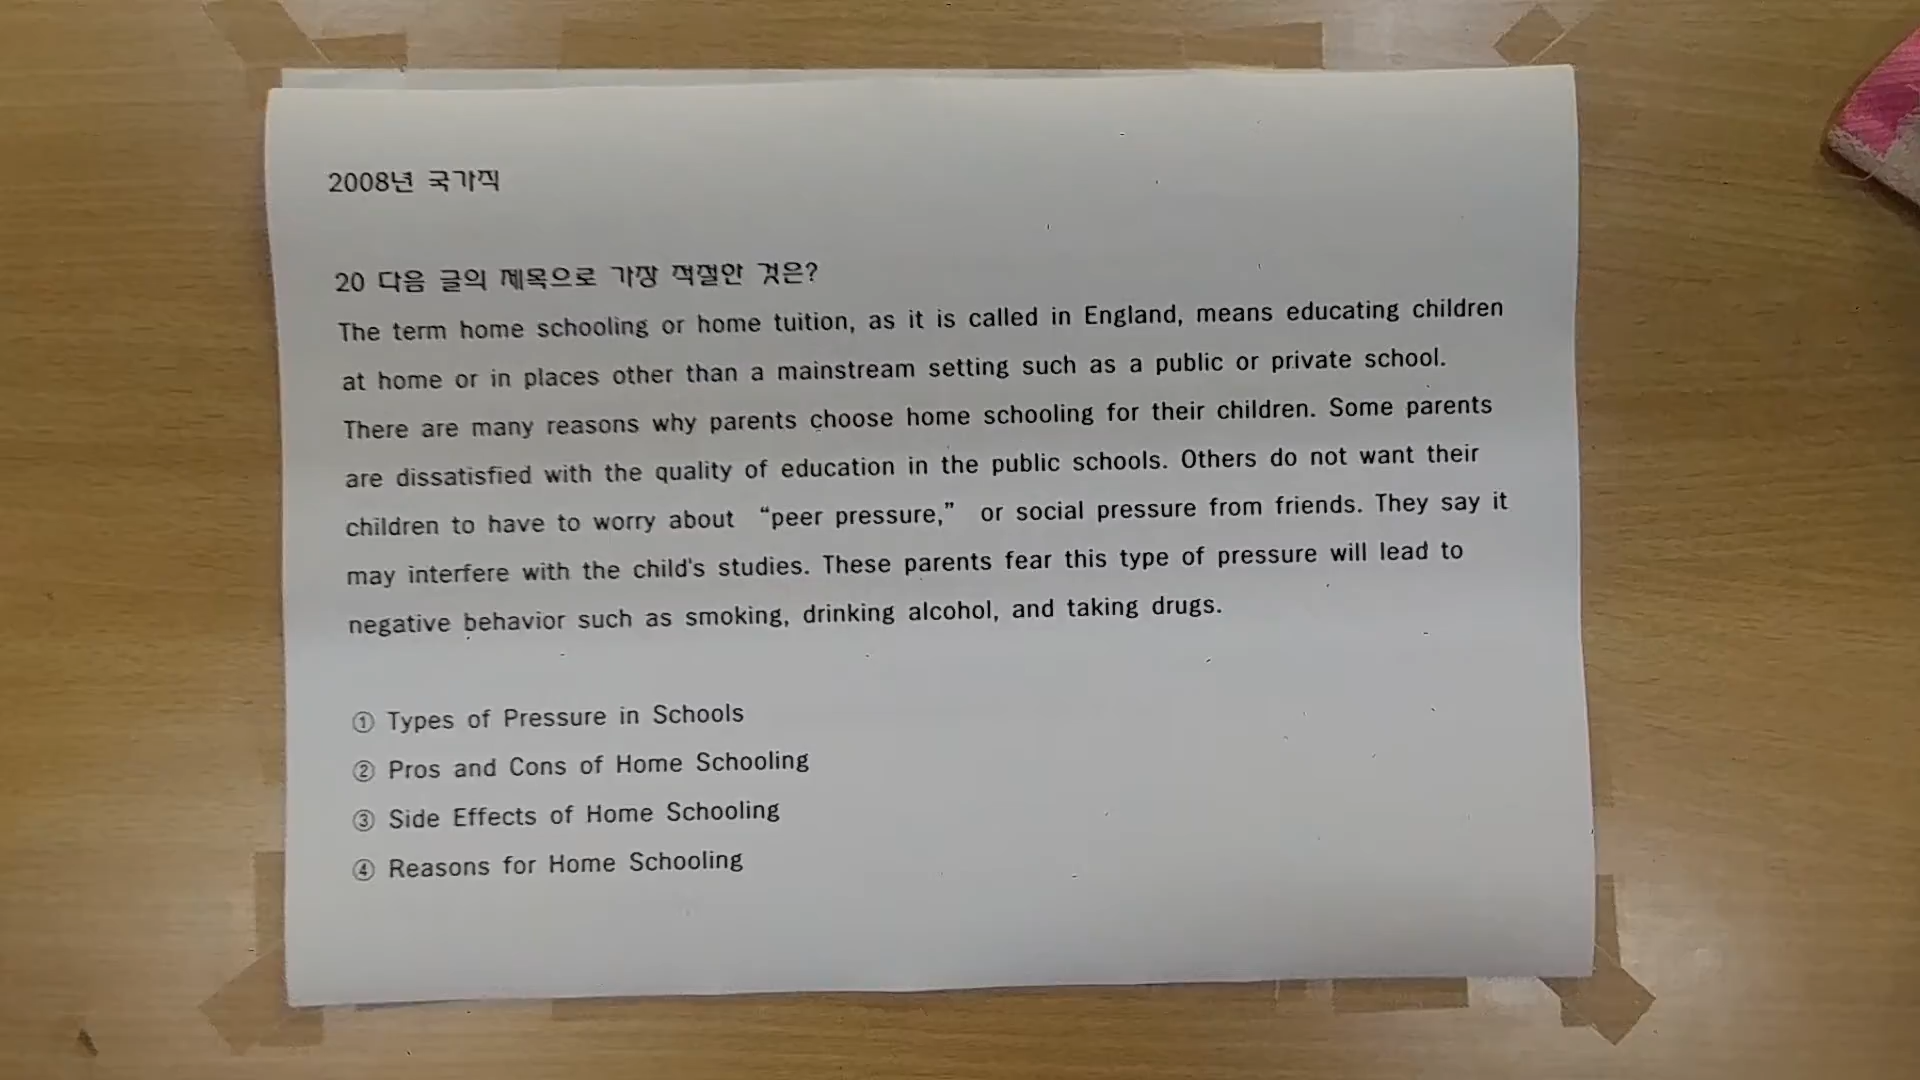 2008년 국가직
20 다음 글의 제목으로 가장 적절한 것은?
The term home schooling or home tuition, as it is called in England, means educating children
at home or in places other than a mainstream setting such as a public or private school.
There are many reasons why parents choose home schooling for their children. Some parents
are dissatisfied with the quality of education in the public schools. Others do not want their
children to have to worry about “peer pressure,” or social pressure from friends. They say it
may interfere with the child's studies. These parents fear this type of pressure will lead to
negative behavior such as smoking, drinking alcohol, and taking drugs.
① Types of Pressure in Schools
② Pros and Cons of Home Schooling
③ Side Effects of Home Schooling
④ Reasons for Home Schooling